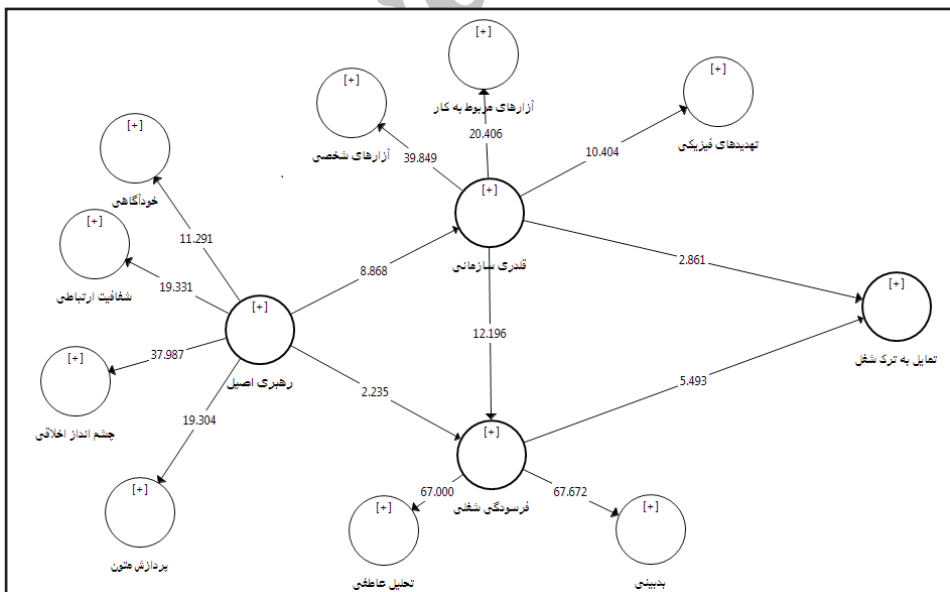 [+]
آزارهای مربوط به کار
[+]
تهدیدهای فیزیکی
[+]
آزارهای شخصی
[+]
خودآگاهی
20.406
39.849
10.404
[+]
قلدری سازمانی
[+]
شفافیت ارتباطی
11.291
19.331
8.868
2.861
[+]
تمایل به ترک شغل
[+]
رهبری اصیل
12.196
[+]
چشم انداز اخلاقی
37.987
2.235
5.493
19.304
[+]
فرسودگی شغلی
[+]
پردازش متون
67.000
67.672
[+]
تحلیل عاطفی
[+]
بدبینی